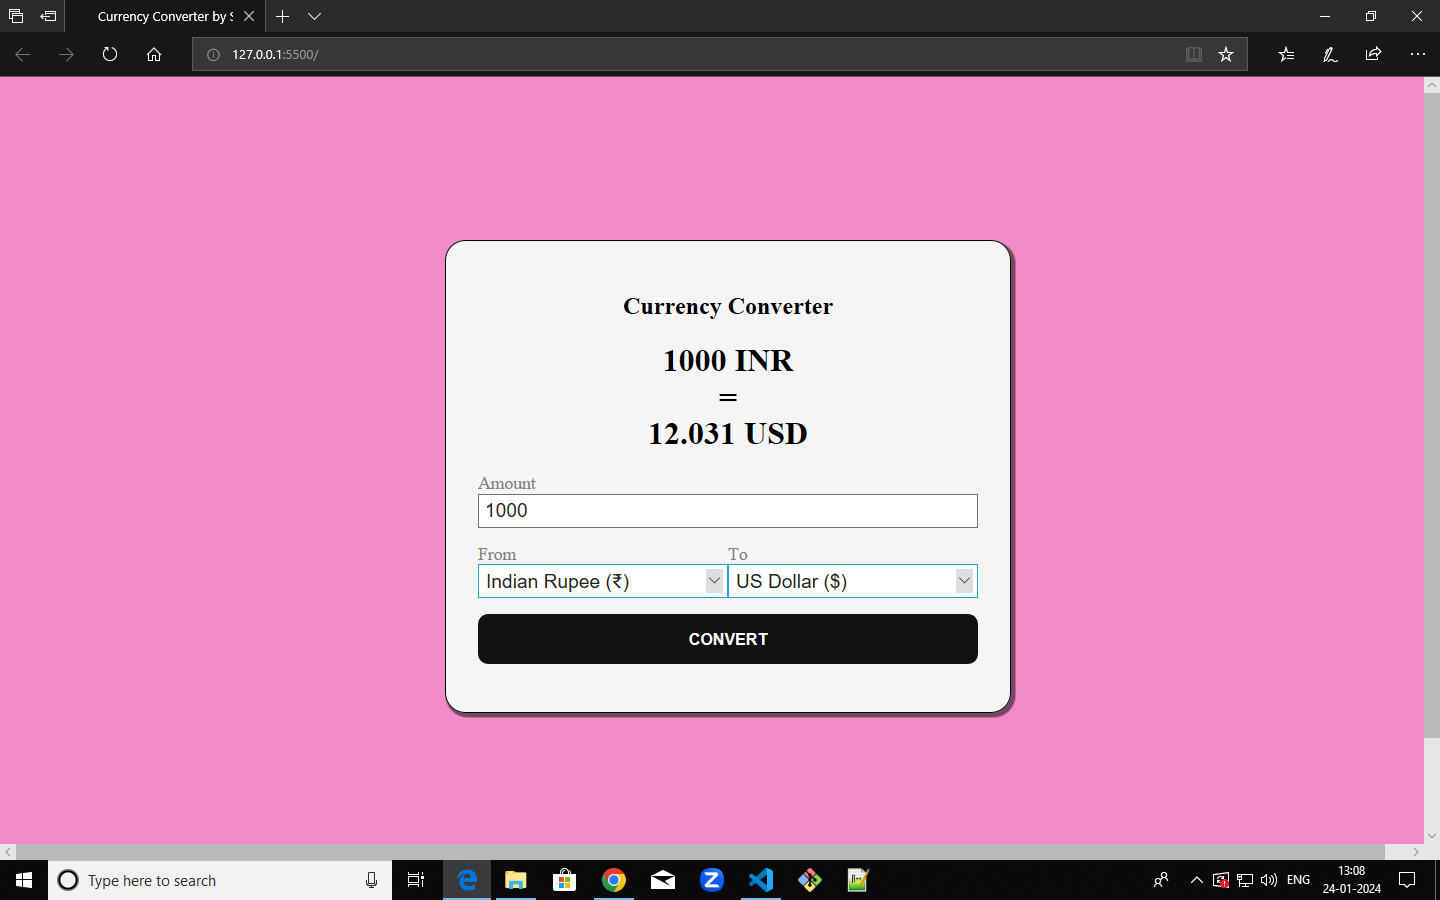 Currency Converter by S
127.0.0.1:5500/
Currency Converter
1000 INR
=
12.031 USD
Amount
1000
From To
Indian Rupee (₹) US Dollar ($)
CONVERT
Type here to search
ENG
13:08
24-01-2024